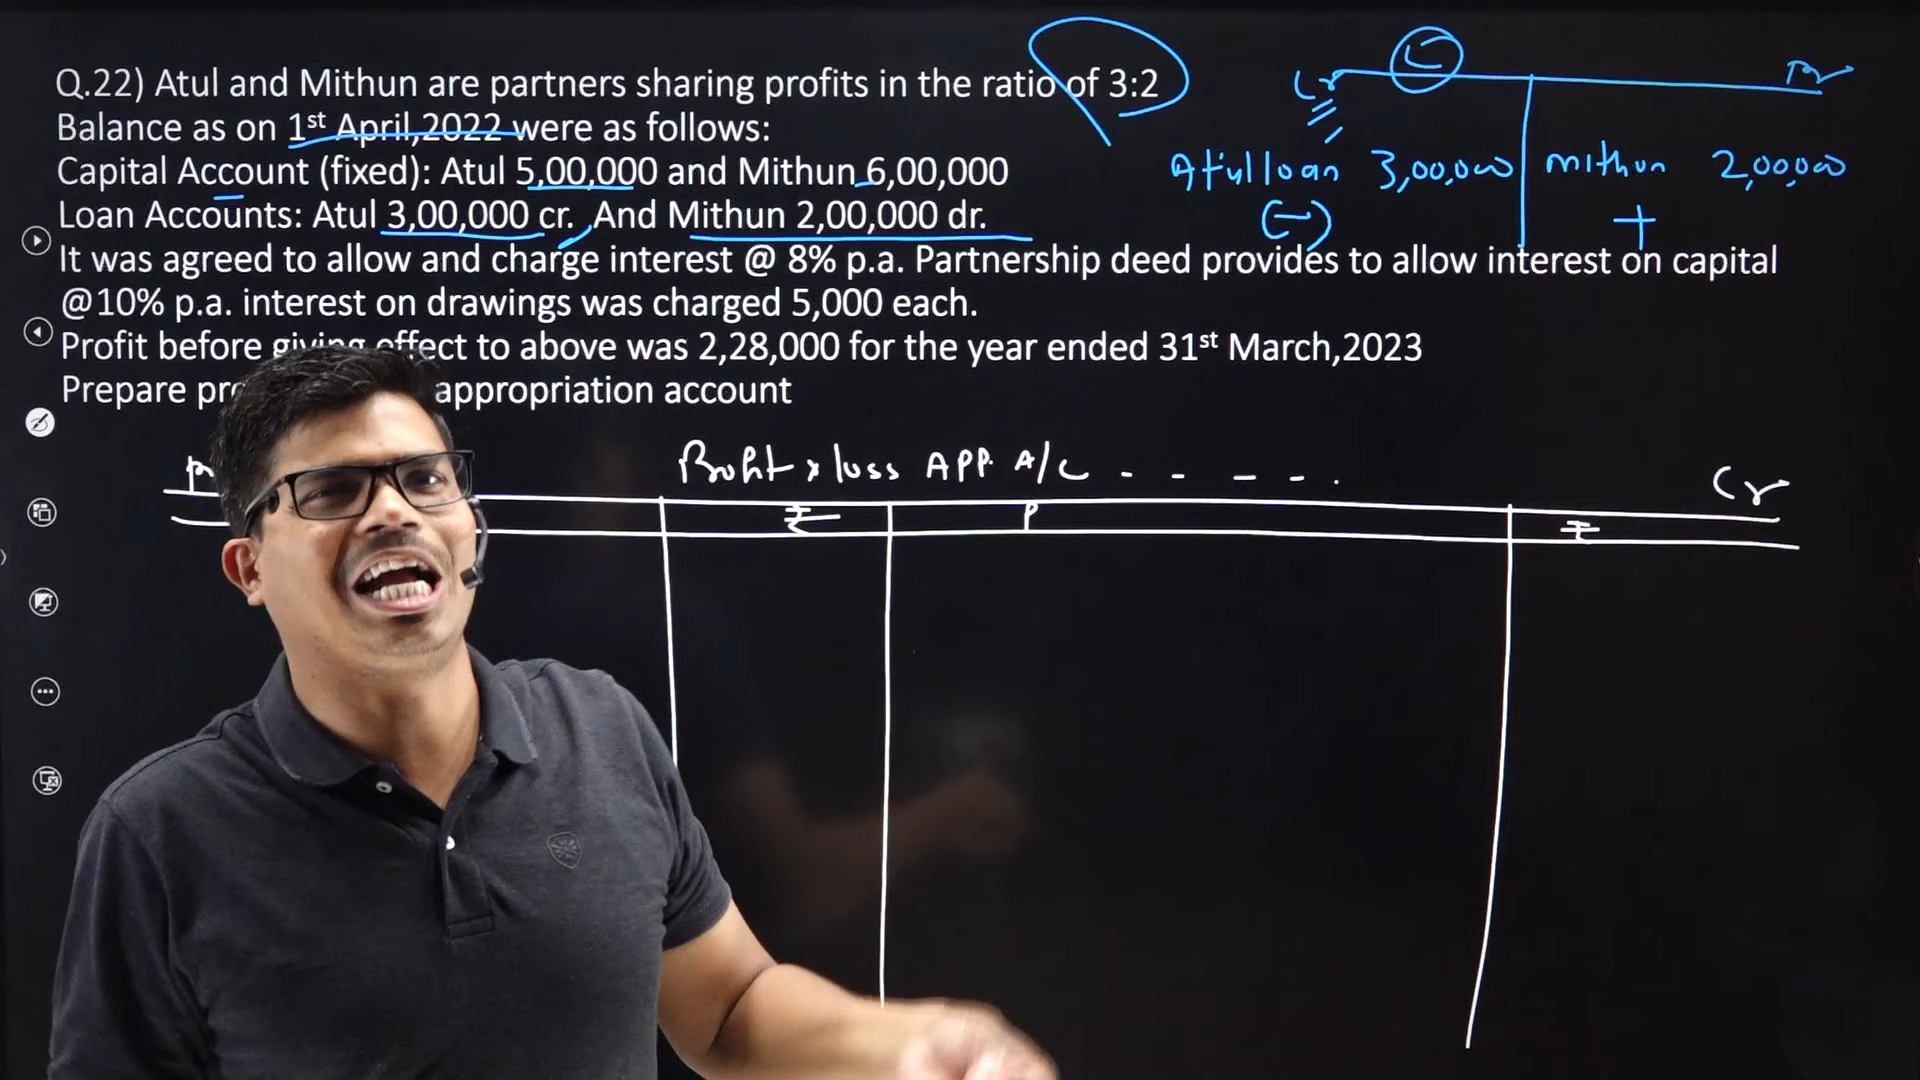 Q.22) Atul and Mithun are partners sharing profits in the ratio of 3:2
Balance as on 1st April,2022 were as follows:
Capital Account (fixed): Atul 5,00,000 and Mithun 6,00,000
Loan Accounts: Atul 3,00,000 cr. ,And Mithun 2,00,000 dr.
It was agreed to allow and charge interest @ 8% p.a. Partnership deed provides to allow interest on capital
@10% p.a. interest on drawings was charged 5,000 each.
Profit before giving effect to above was 2,28,000 for the year ended 31st March,2023
Prepare appropriation account
Cr L Dr
Atul loan 3,00,000 mithun 2,00,000
(-) +
Profit & loss APP. A/C - - - - . Cr
₹ P ₹